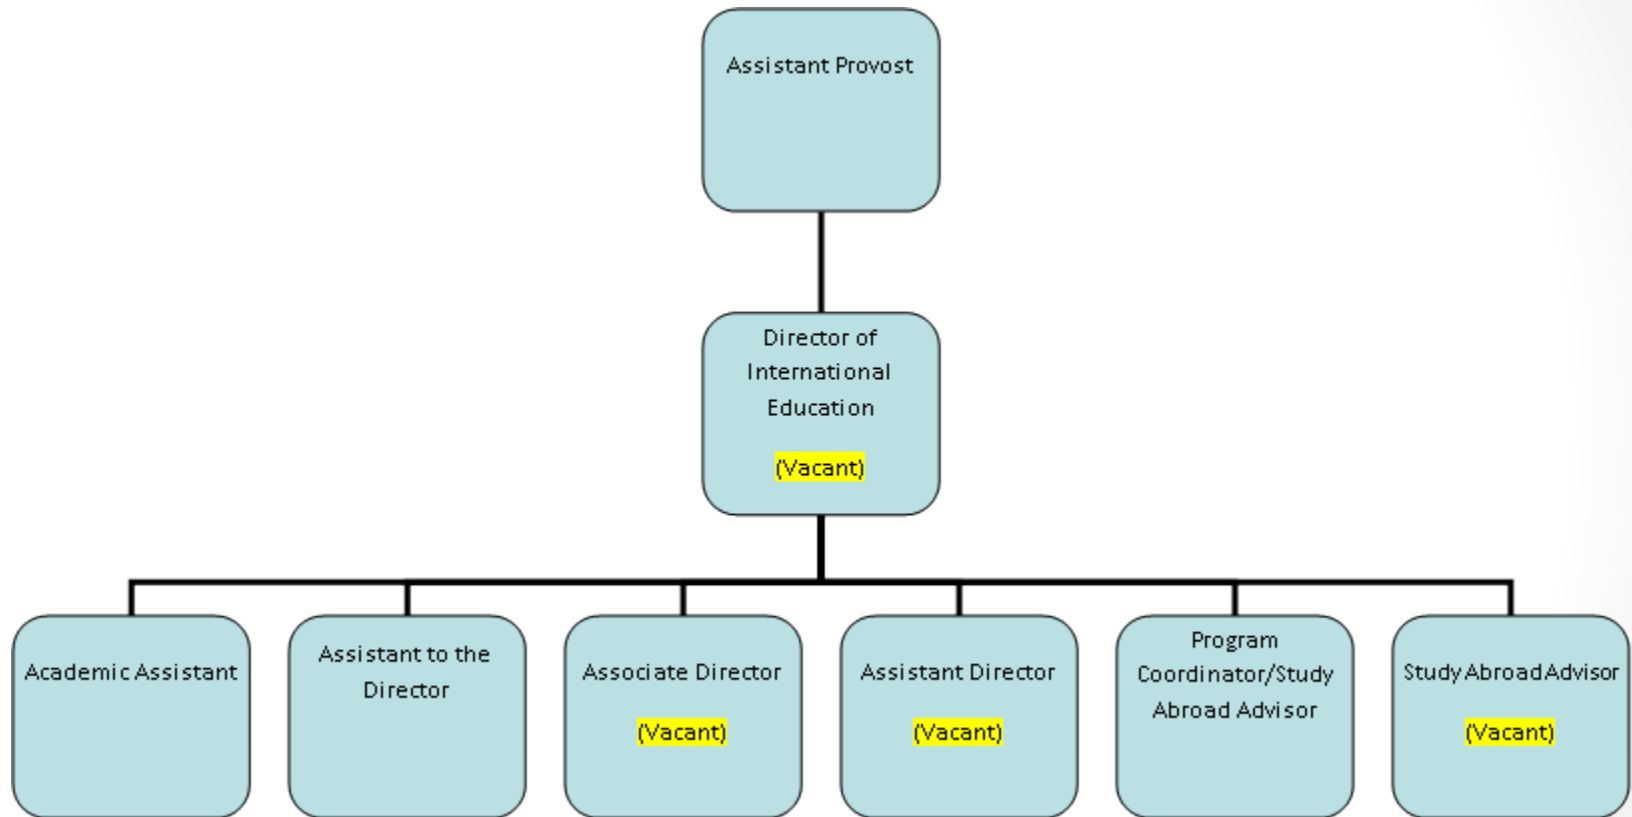 Assistant Provost
Director of
International
Education
(Vacant)
Academic Assistant
Assistant to the
Director
Associate Director
(Vacant)
Assistant Director
(Vacant)
Program
Coordinator/Study
Abroad Advisor
Study Abroad Advisor
(Vacant)